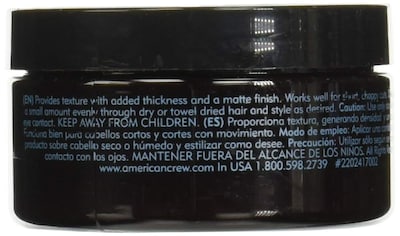 (EN) Provides texture with added thickness and a matte finish. Works well for short, choppy cuts.
a small amount evenly through dry or towel dried hair and style as desired. Caution: Use only
eye contact. KEEP AWAY FROM CHILDREN. (ES) Proporciona textura, generando densidad y
Funciona bien para cabellos cortos y cortes con movimiento. Modo de empleo: Aplicar una
producto sobre cabello seco o húmedo y estilizar como desee. Precaución: Utilizar sólo
contacto con los ojos. MANTENER FUERA DEL ALCANCE DE LOS NIÑOS.
www.americancrew.com In USA 1.800.598.2739 #2202417002